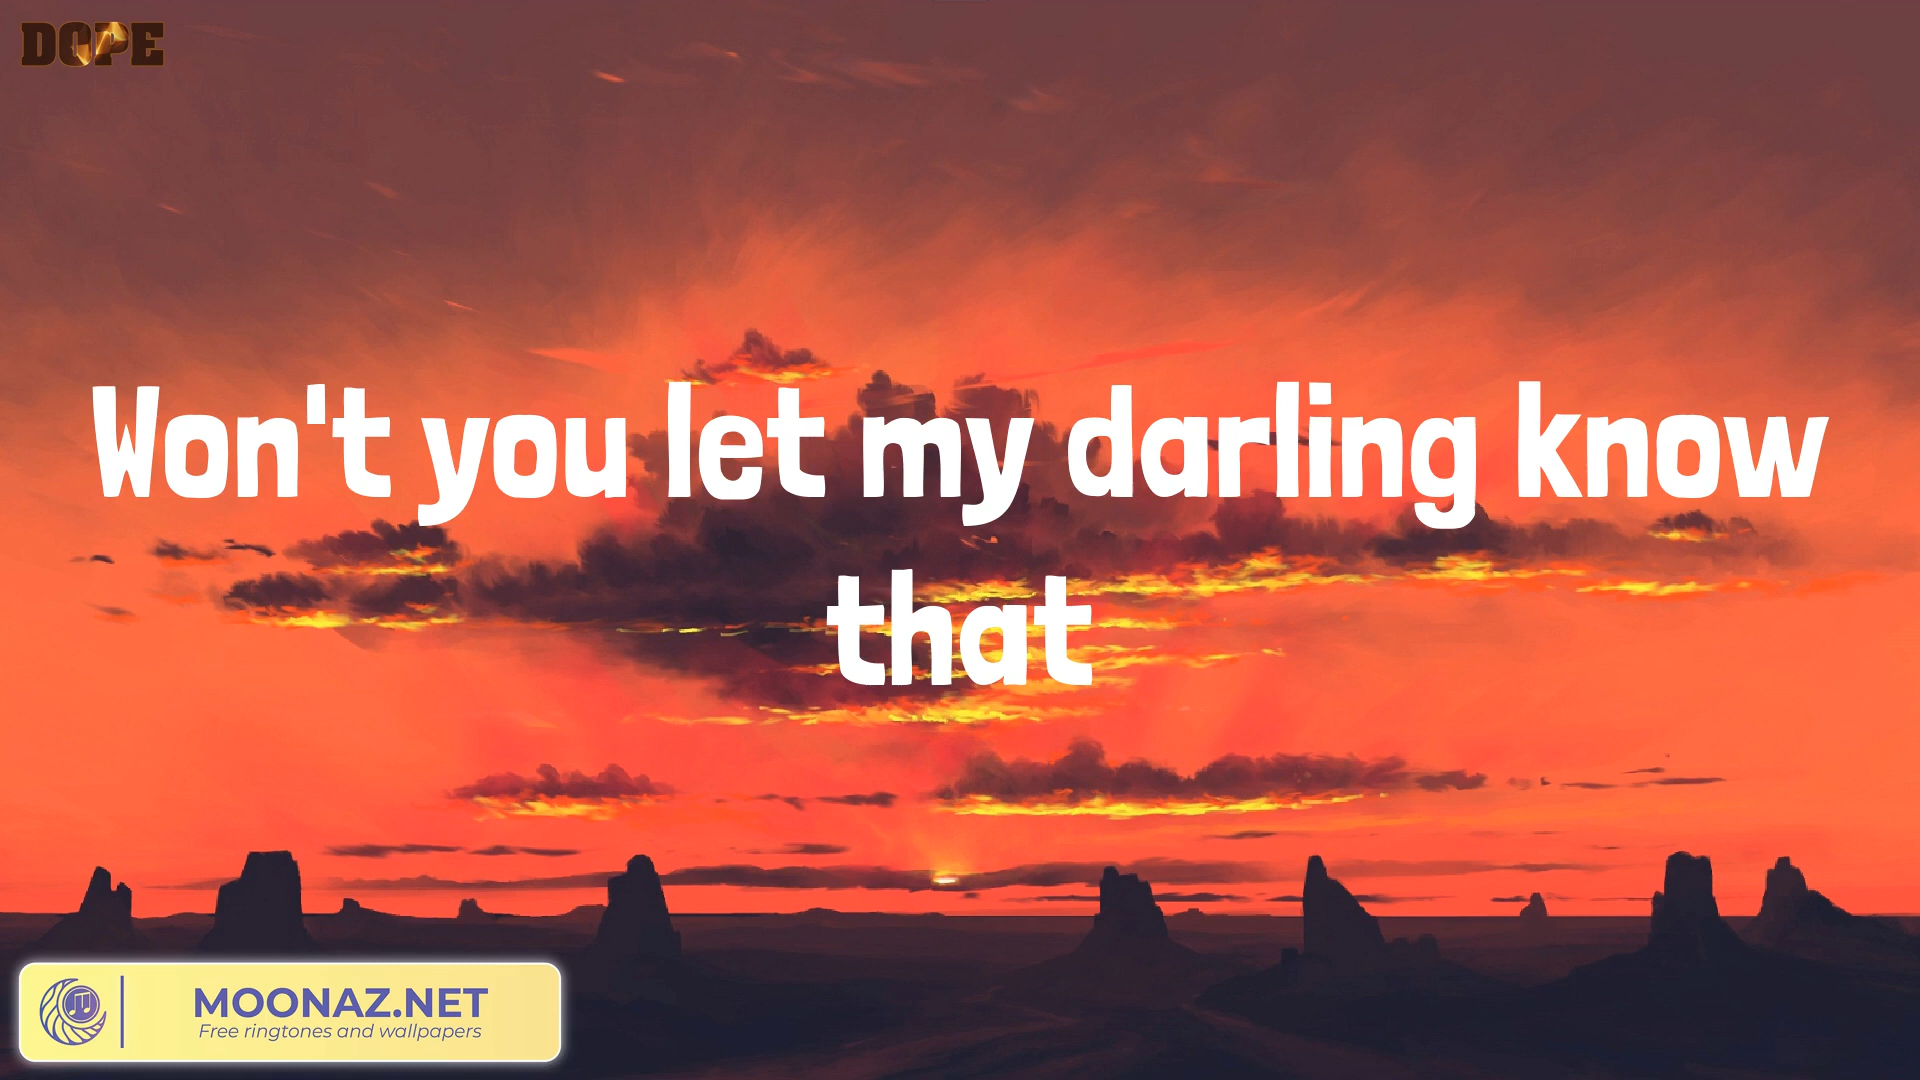 DOPE
Won't you let my darling know
that
MOONAZ.NET
Free ringtones and wallpapers